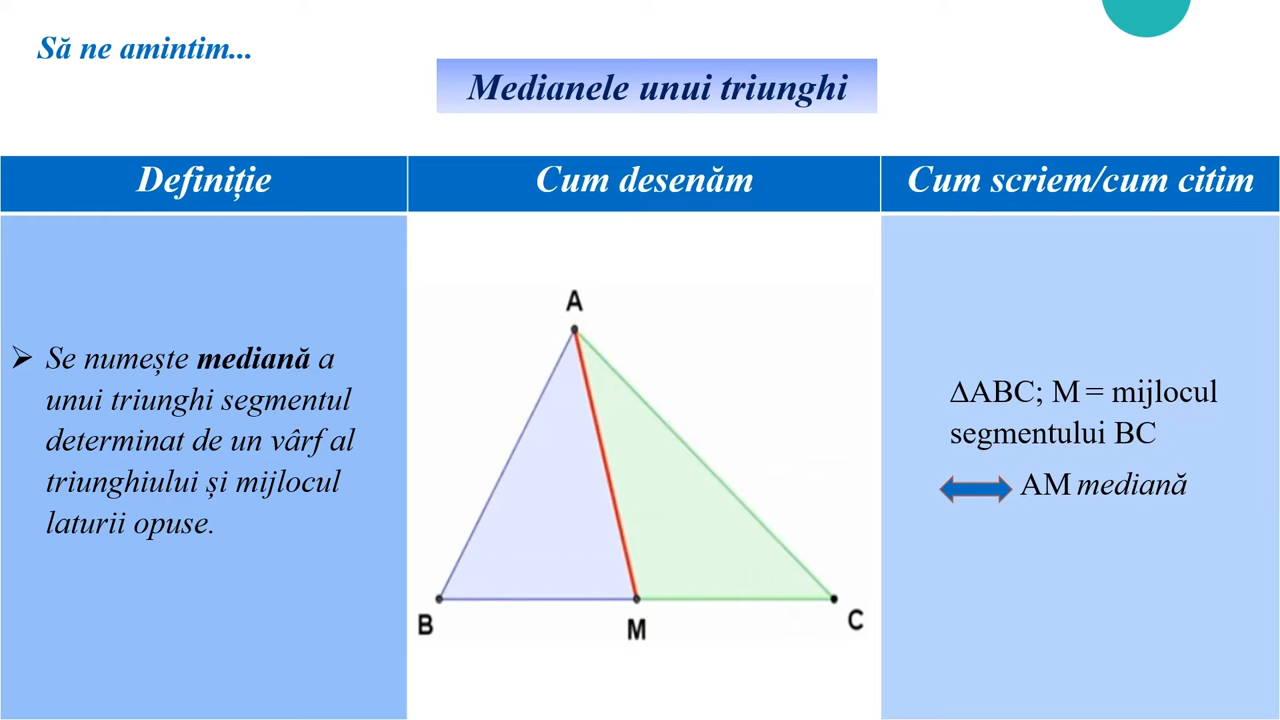 Să ne amintim...
Medianele unui triunghi
Definiție
Cum desenăm
Cum scriem/cum citim
➢ Se numește mediană a
unui triunghi segmentul
determinat de un vârf al
triunghiului și mijlocul
laturii opuse.
A
B
M
C
ΔABC; M = mijlocul
segmentului BC
AM mediană